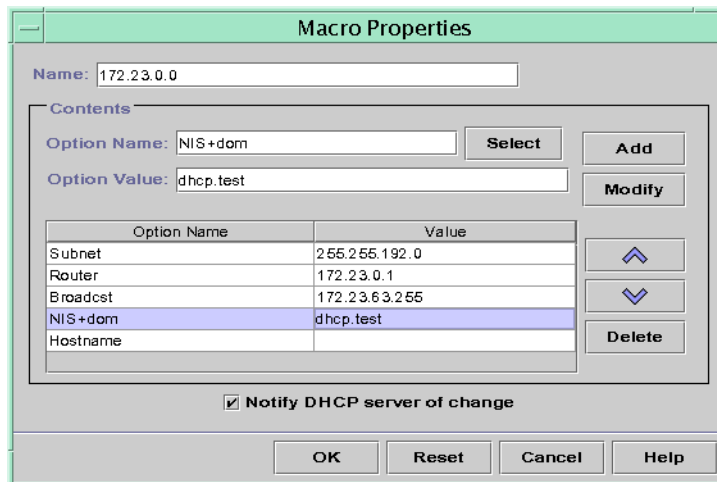 Macro Properties
Name: 172.23.0.0
Contents
Option Name: NIS+dom Select Add
Option Value: dhcp.test Modify
Option Name Value
Subnet 255.255.192.0
Router 172.23.0.1
Broadcst 172.23.63.255
NIS+dom dhcp.test
Hostname Delete
Notify DHCP server of change
OK Reset Cancel Help